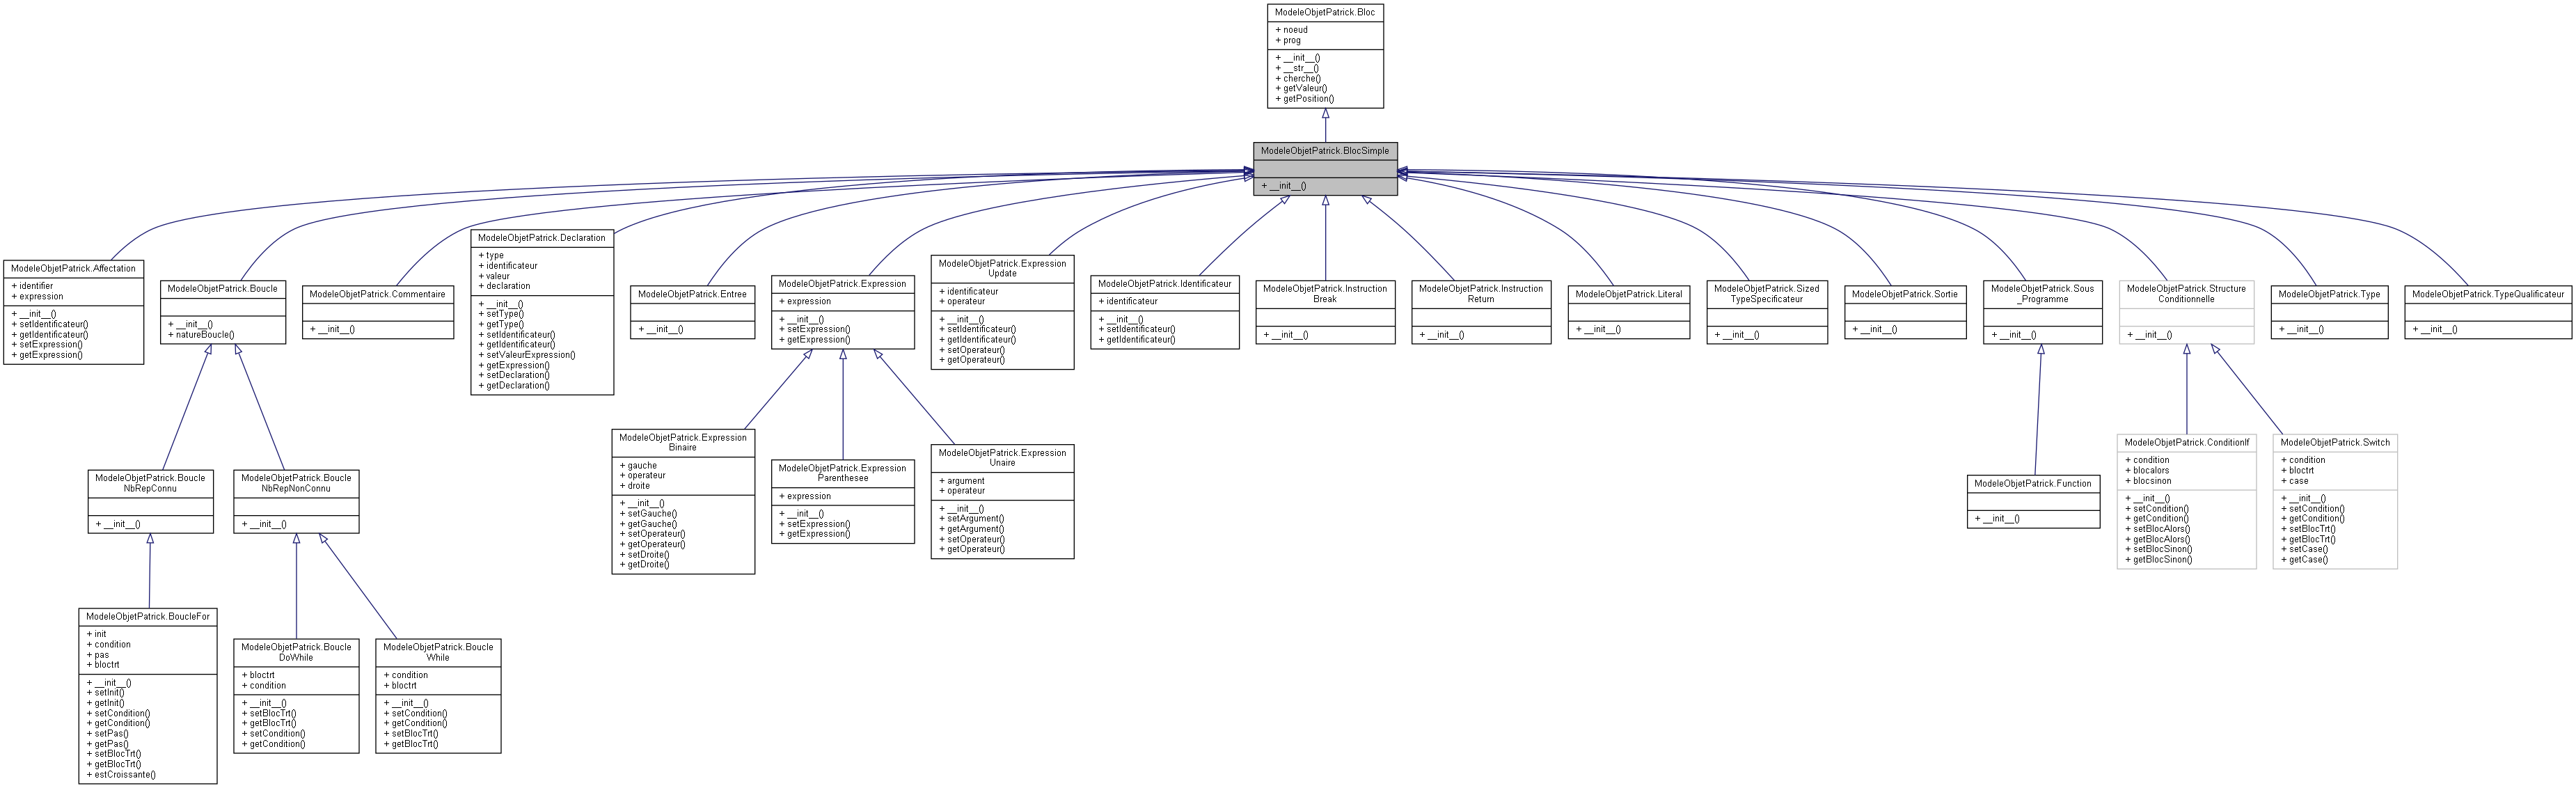 ModeleObjetPatrick.Bloc
+ noeud
+ prog
+ __init__()
+ __str__()
+ cherche()
+ getValeur()
+ getPosition()
ModeleObjetPatrick.BlocSimple
+ __init__()
ModeleObjetPatrick.Affectation
+ identifier
+ expression
+ __init__()
+ setIdentificateur()
+ getIdentificateur()
+ setExpression()
+ getExpression()
ModeleObjetPatrick.Boucle
+ __init__()
+ natureBoucle()
ModeleObjetPatrick.Commentaire
+ __init__()
ModeleObjetPatrick.Declaration
+ type
+ identificateur
+ valeur
+ declaration
+ __init__()
+ setType()
+ getType()
+ setIdentificateur()
+ getIdentificateur()
+ setValeurExpression()
+ getExpression()
+ setDeclaration()
+ getDeclaration()
ModeleObjetPatrick.Entree
+ __init__()
ModeleObjetPatrick.Expression
+ expression
+ __init__()
+ setExpression()
+ getExpression()
ModeleObjetPatrick.Expression
Update
+ identificateur
+ operateur
+ __init__()
+ setIdentificateur()
+ getIdentificateur()
+ setOperateur()
+ getOperateur()
ModeleObjetPatrick.Identificateur
+ identificateur
+ __init__()
+ setIdentificateur()
+ getIdentificateur()
ModeleObjetPatrick.Instruction
Break
+ __init__()
ModeleObjetPatrick.Instruction
Return
+ __init__()
ModeleObjetPatrick.Literal
+ __init__()
ModeleObjetPatrick.Sized
TypeSpecificateur
+ __init__()
ModeleObjetPatrick.Sortie
+ __init__()
ModeleObjetPatrick.Sous
_Programme
+ __init__()
ModeleObjetPatrick.Structure
Conditionnelle
+ __init__()
ModeleObjetPatrick.Type
+ __init__()
ModeleObjetPatrick.TypeQualificateur
+ __init__()
ModeleObjetPatrick.Boucle
NbRepConnu
+ __init__()
ModeleObjetPatrick.Boucle
NbRepNonConnu
+ __init__()
ModeleObjetPatrick.Expression
Binaire
+ gauche
+ operateur
+ droite
+ __init__()
+ setGauche()
+ getGauche()
+ setOperateur()
+ getOperateur()
+ setDroite()
+ getDroite()
ModeleObjetPatrick.Expression
Parenthesee
+ expression
+ __init__()
+ setExpression()
+ getExpression()
ModeleObjetPatrick.Expression
Unaire
+ argument
+ operateur
+ __init__()
+ setArgument()
+ getArgument()
+ setOperateur()
+ getOperateur()
ModeleObjetPatrick.Function
+ __init__()
ModeleObjetPatrick.ConditionIf
+ condition
+ blocalors
+ blocsinon
+ __init__()
+ setCondition()
+ getCondition()
+ setBlocAlors()
+ getBlocAlors()
+ setBlocSinon()
+ getBlocSinon()
ModeleObjetPatrick.Switch
+ condition
+ bloctrt
+ case
+ __init__()
+ setCondition()
+ getCondition()
+ setBlocTrt()
+ getBlocTrt()
+ setCase()
+ getCase()
ModeleObjetPatrick.BoucleFor
+ init
+ condition
+ pas
+ bloctrt
+ __init__()
+ setInit()
+ getInit()
+ setCondition()
+ getCondition()
+ setPas()
+ getPas()
+ setBlocTrt()
+ getBlocTrt()
+ estCroissante()
ModeleObjetPatrick.Boucle
DoWhile
+ bloctrt
+ condition
+ __init__()
+ setBlocTrt()
+ getBlocTrt()
+ setCondition()
+ getCondition()
ModeleObjetPatrick.Boucle
While
+ condition
+ bloctrt
+ __init__()
+ setCondition()
+ getCondition()
+ setBlocTrt()
+ getBlocTrt()